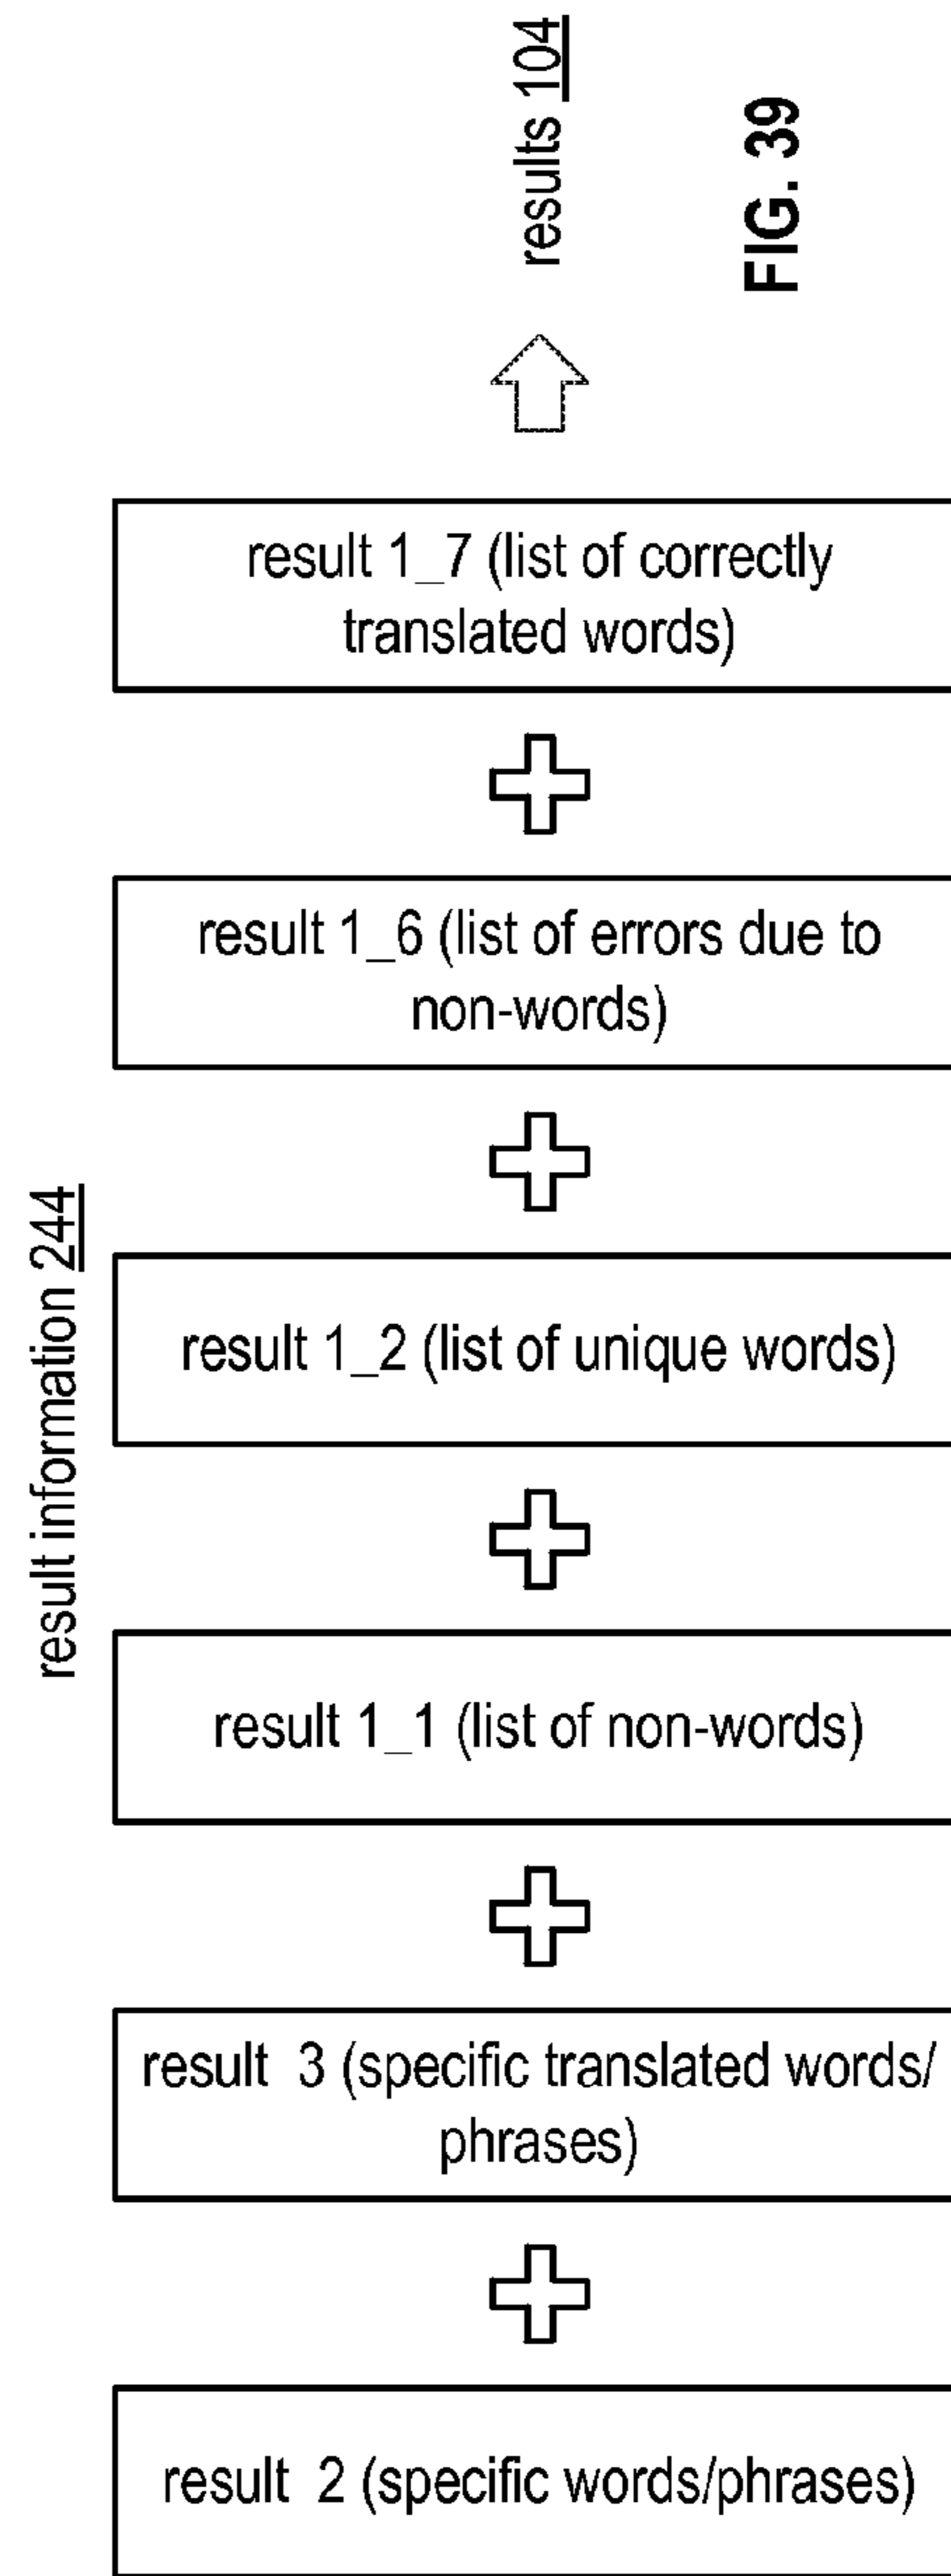 results 104
FIG. 39
result 1_7 (list of correctly
translated words)
result 1_6 (list of errors due to
non-words)
result information 244
result 1_2 (list of unique words)
result 1_1 (list of non-words)
result 3 (specific translated words/
phrases)
result 2 (specific words/phrases)